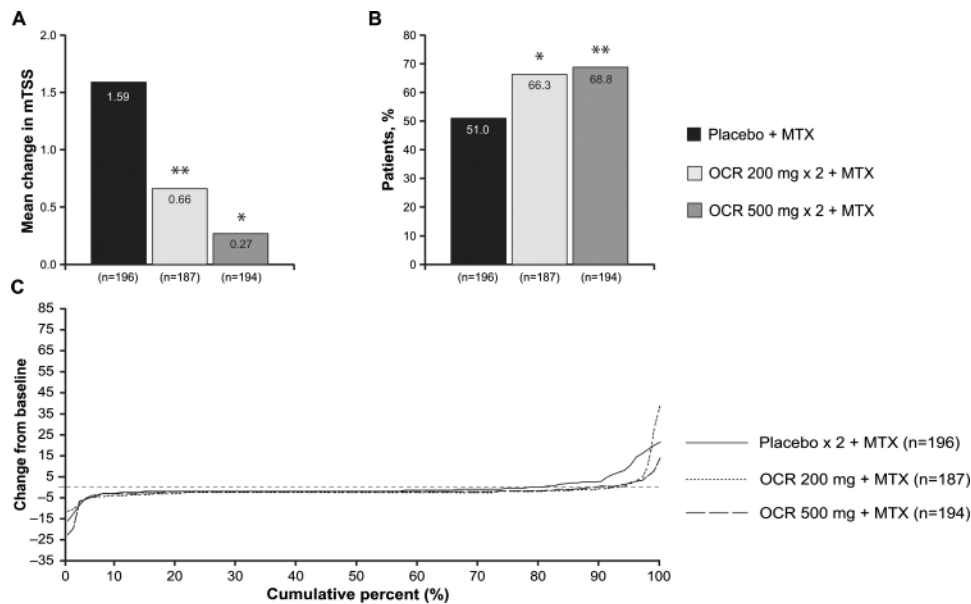 A
Mean change in mTSS
2.0
1.5
1.0
0.5
0.0
1.59
**
0.66
*
0.27
(n=196)
(n=187)
(n=194)
B
Patients, %
80
70
60
50
40
30
20
10
0
51.0
*
66.3
**
68.8
(n=196)
(n=187)
(n=194)
Placebo + MTX
OCR 200 mg x 2 + MTX
OCR 500 mg x 2 + MTX
C
Change from baseline
85
75
65
55
45
35
25
15
5
–5
–15
–25
–35
0
10
20
30
40
50
60
70
80
90
100
Cumulative percent (%)
Placebo x 2 + MTX (n=196)
OCR 200 mg + MTX (n=187)
OCR 500 mg + MTX (n=194)